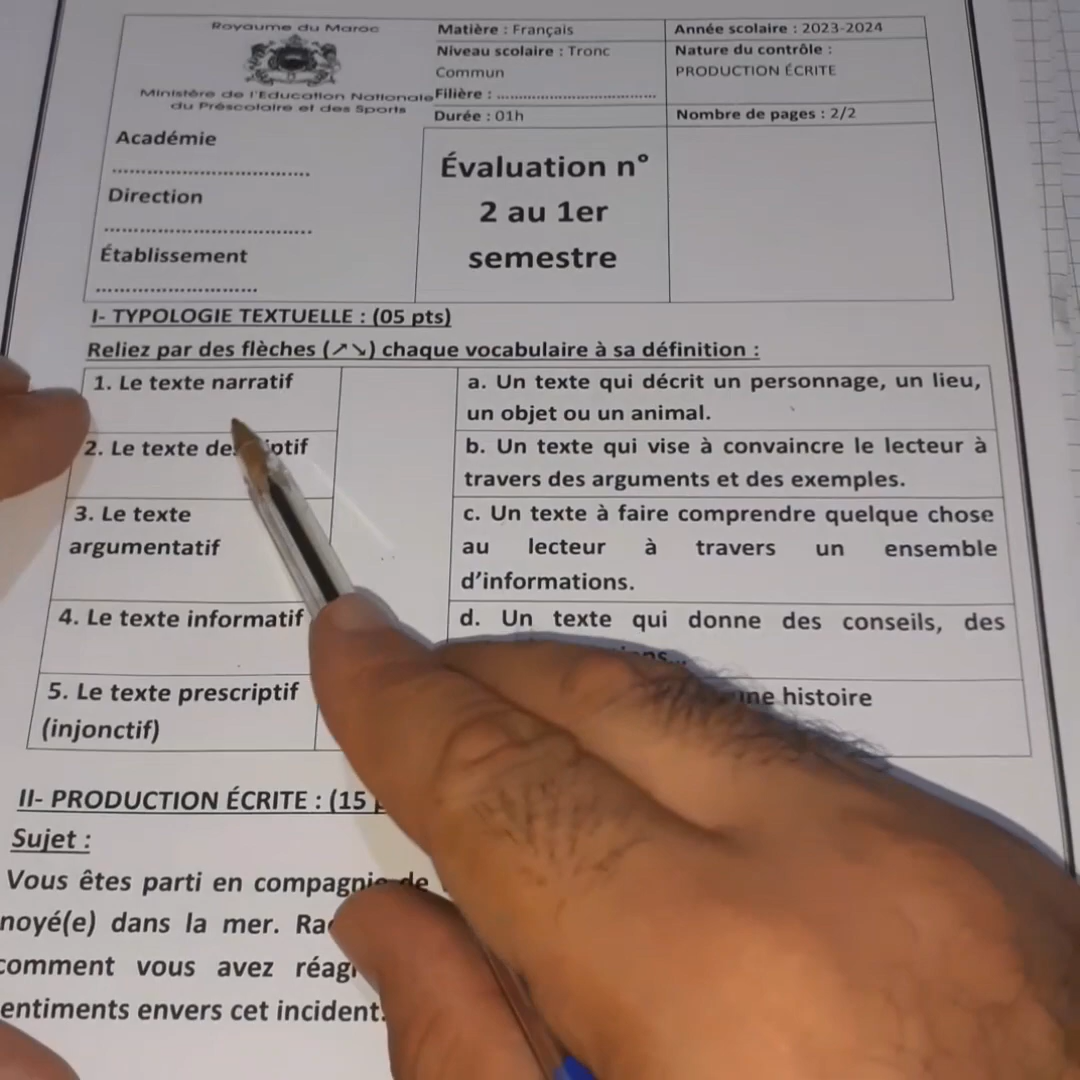 Royaume du Maroc
Ministère de l'Education Nationale
du Préscolaire et des Sports
Académie
.................................
Direction
...................................
Établissement
...........................
Matière : Français
Niveau scolaire : Tronc
Commun
Filière : ................................
Durée : 01h
Année scolaire : 2023-2024
Nature du contrôle :
PRODUCTION ÉCRITE
Nombre de pages : 2/2
Évaluation n°
2 au 1er
semestre
I- TYPOLOGIE TEXTUELLE : (05 pts)
Reliez par des flèches (↗↘) chaque vocabulaire à sa définition :
1. Le texte narratif
a. Un texte qui décrit un personnage, un lieu,
un objet ou un animal.
2. Le texte
b. Un texte qui vise à convaincre le lecteur à
travers des arguments et des exemples.
3. Le texte
argumentatif
c. Un texte à faire comprendre quelque chose
au lecteur à travers un ensemble
d'informations.
4. Le texte informatif
d. Un texte qui donne des conseils, des
5. Le texte prescriptif
(injonctif)
histoire
II- PRODUCTION ÉCRITE : (15
Sujet :
Vous êtes parti en compagnie de
noyé(e) dans la mer.
comment vous avez
entiments envers cet incident.